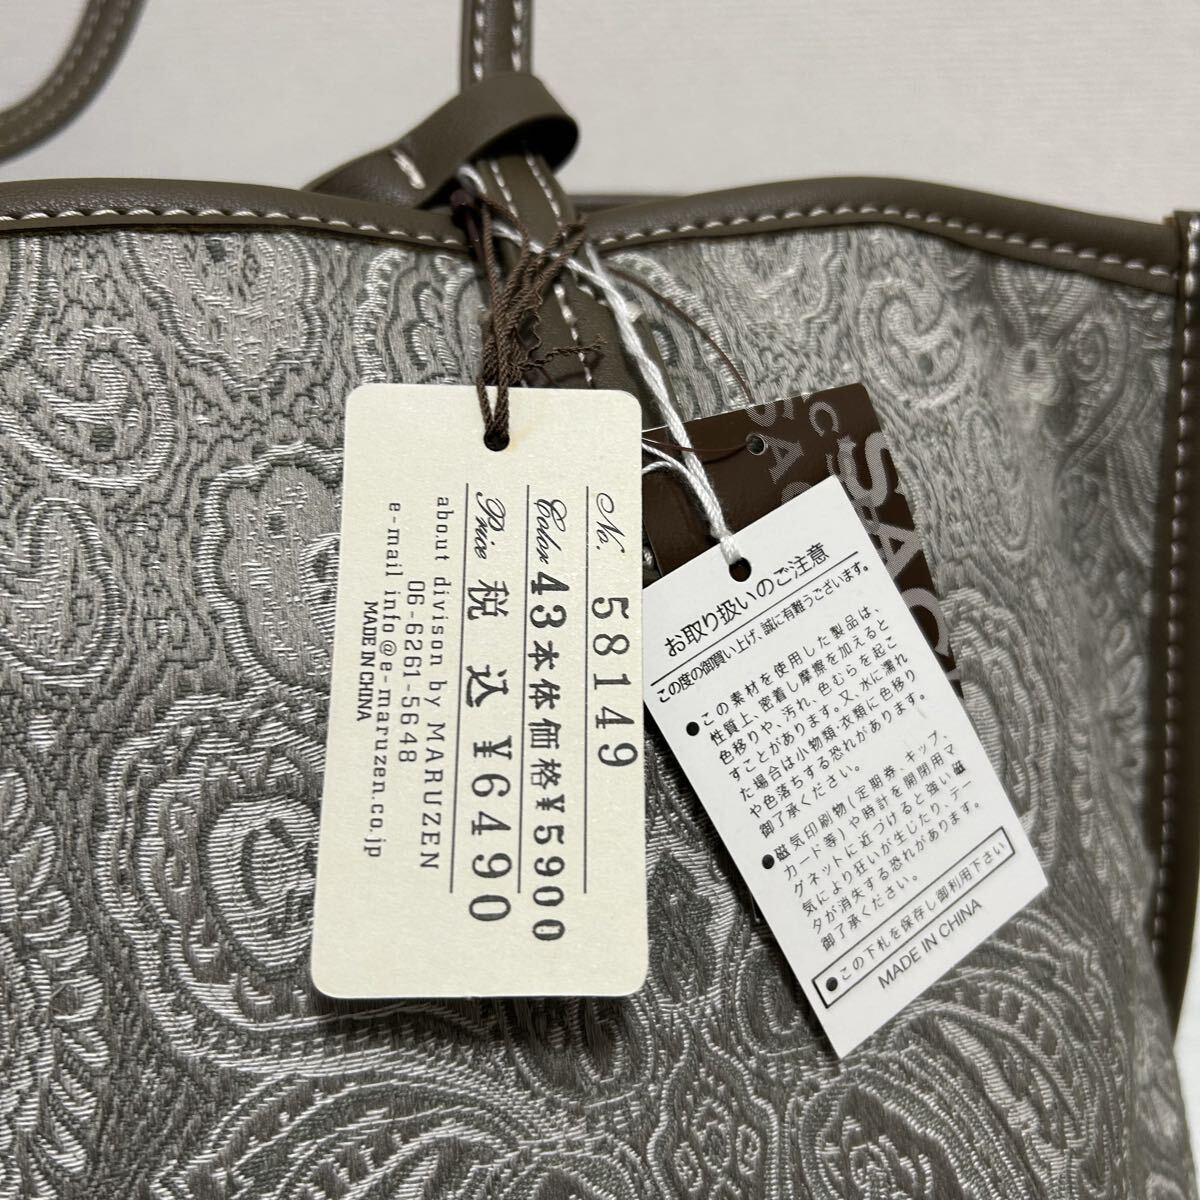 No. 58149
Color 43本体価格¥5900
Price 税込 ¥6490
about divison by MARUZEN
06-6261-5648
e-mail info@e-maruzen.co.jp
MADE IN CHINA
お取り扱いのご注意
この度の御買い上げ、誠に有難うございます。
●この素材を使用した製品は、
性質上、密着し摩擦を加えると
色移りや、汚れ、色むらを起こ
すことがあります。又、水に濡れ
た場合は小物類・衣類に色移り
や色落ちする恐れがあります。
御了承ください。
●磁気印刷物(定期券・キップ、
カード等)や時計を開閉用マ
グネットに近づけると強い磁
気により狂いが生じたり、デー
タが消失する恐れがあります。
御了承ください。
●この下札を保存し御利用下さい
MADE IN CHINA
SAC